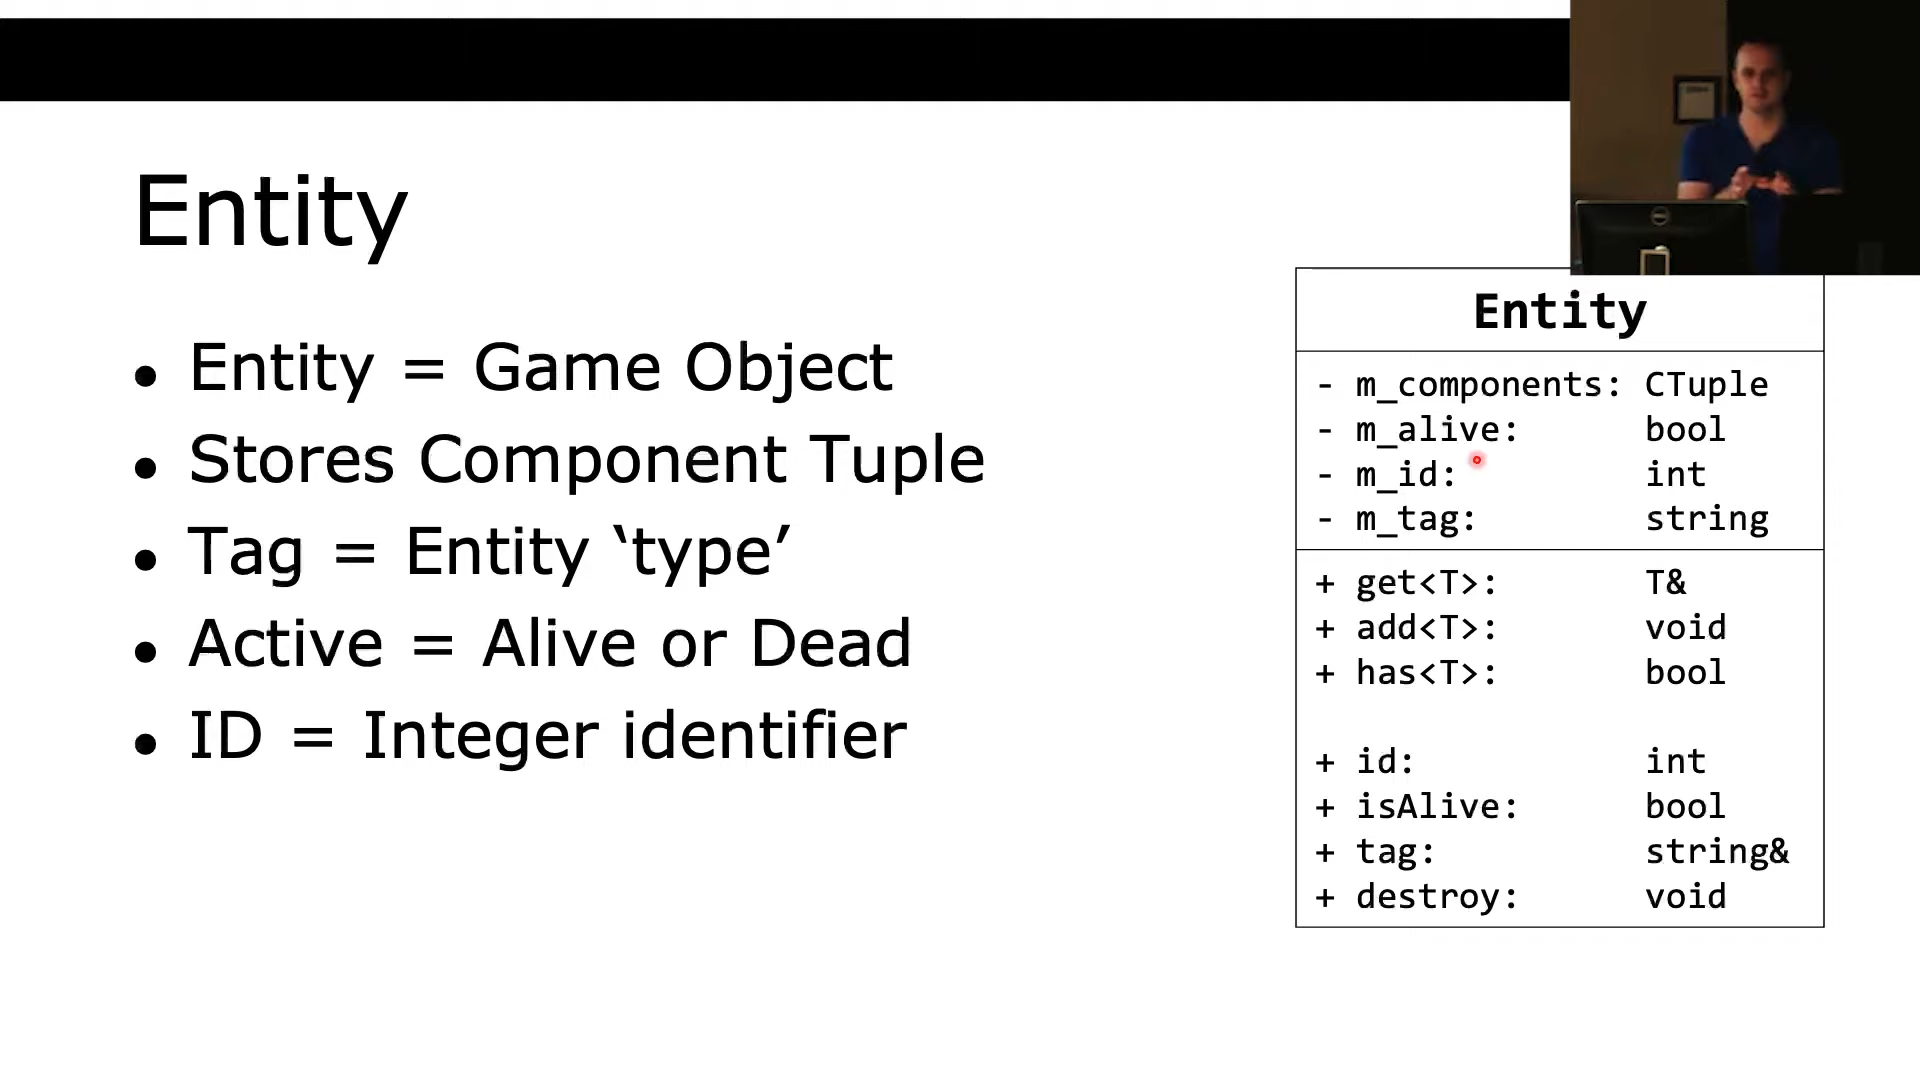 Entity
• Entity = Game Object
• Stores Component Tuple
• Tag = Entity ‘type’
• Active = Alive or Dead
• ID = Integer identifier
Entity
- m_components: CTuple
- m_alive: bool
- m_id: int
- m_tag: string
+ get<T>: T&
+ add<T>: void
+ has<T>: bool
+ id: int
+ isAlive: bool
+ tag: string&
+ destroy: void